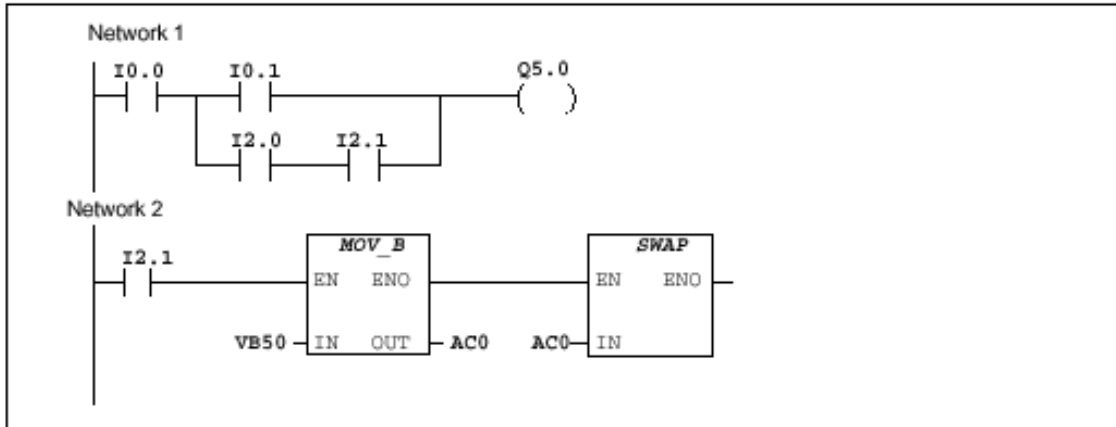 Network 1
I0.0 I0.1 Q5.0
I2.0 I2.1
Network 2
MOV_B SWAP
I2.1
EN ENO EN ENO
VB50 IN OUT AC0 AC0 IN